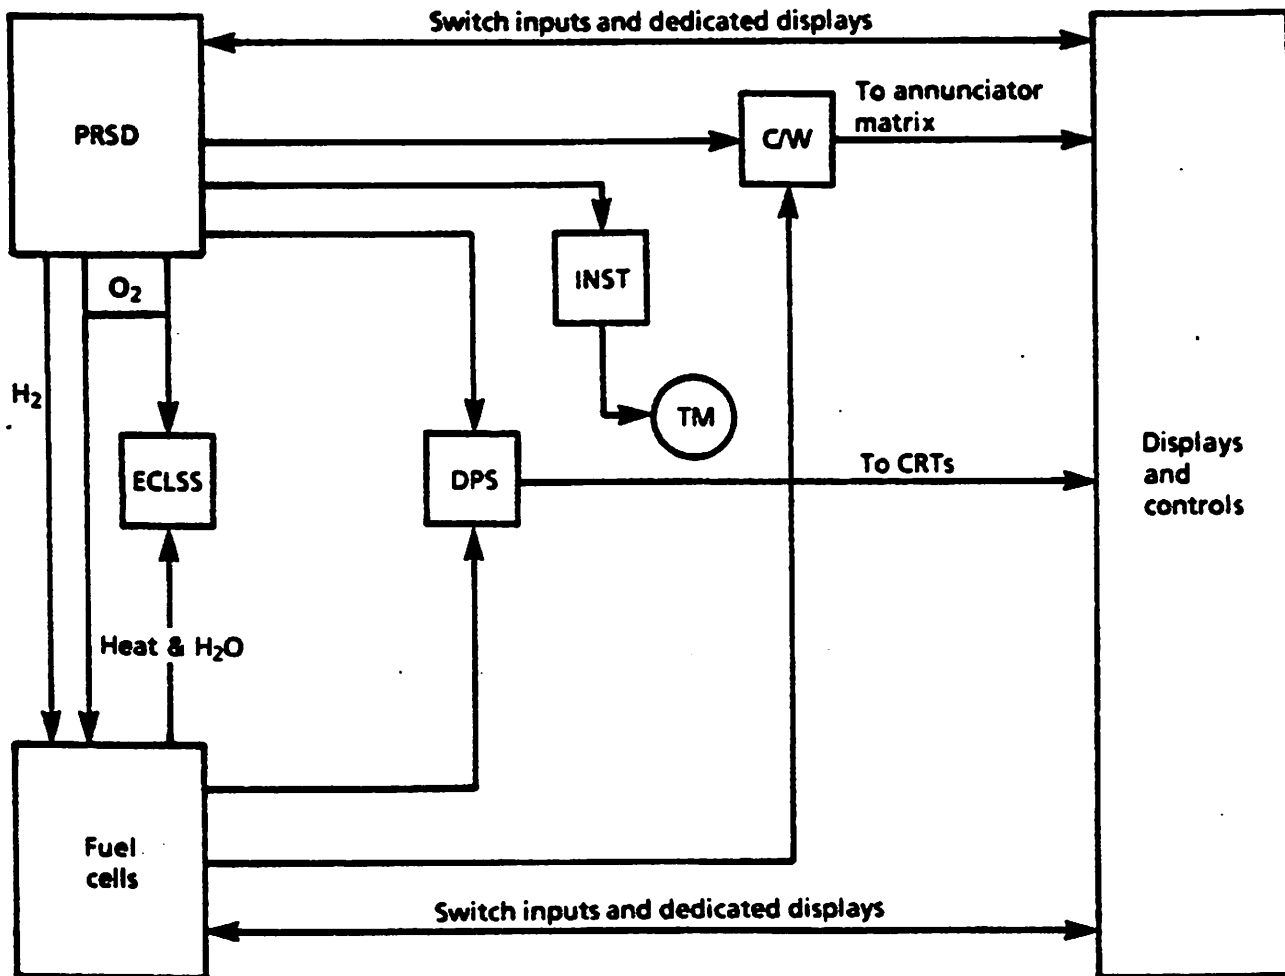 Switch inputs and dedicated displays
PRSD
C/W
To annunciator
matrix
O₂
INST
H₂
TM
ECLSS
DPS
To CRTs
Displays
and
controls
Heat & H₂O
Fuel
cells
Switch inputs and dedicated displays